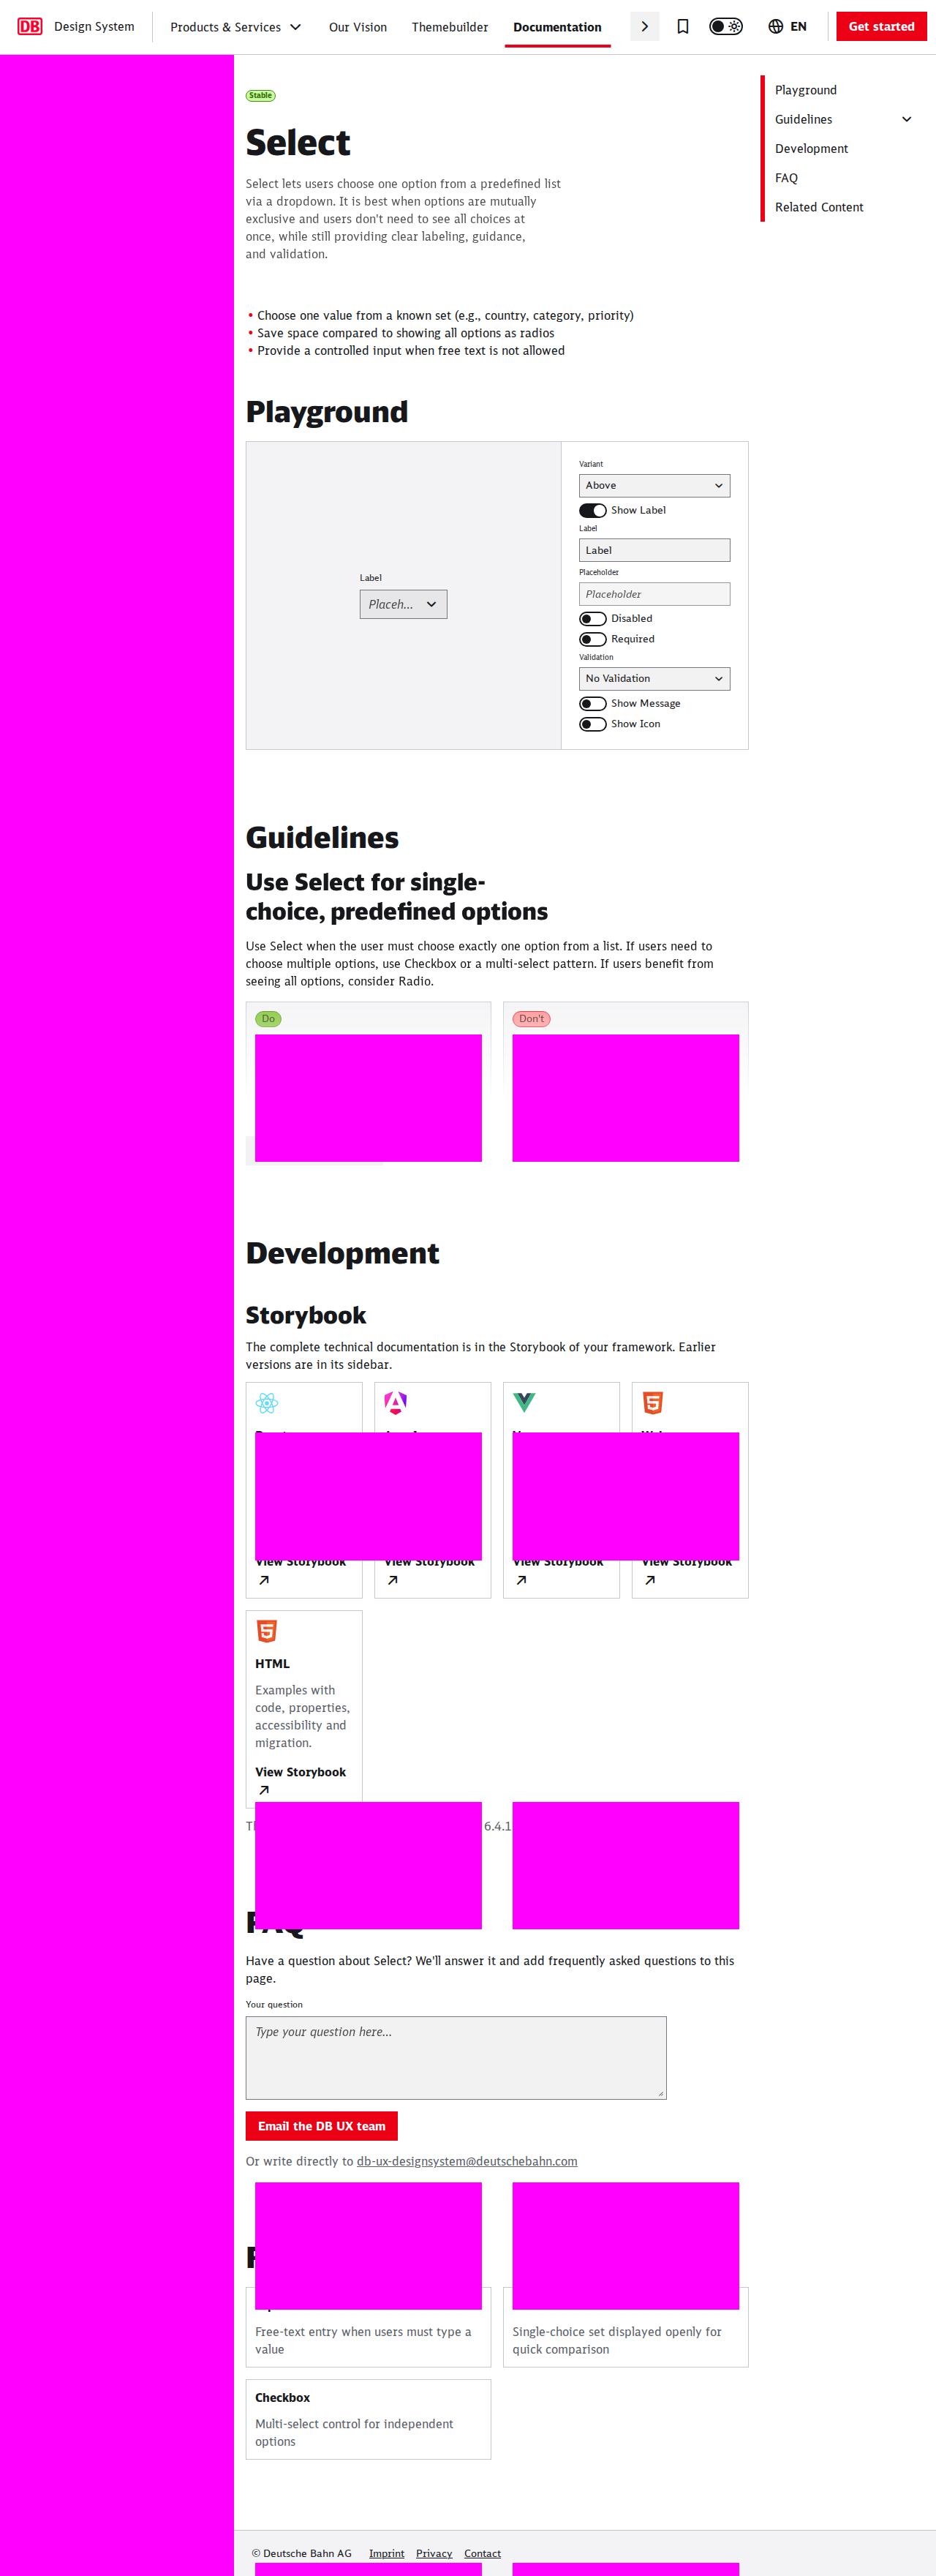 DB Design System Products & Services Our Vision Themebuilder Documentation EN Get started
Stable
Select
Select lets users choose one option from a predefined list
via a dropdown. It is best when options are mutually
exclusive and users don't need to see all choices at
once, while still providing clear labeling, guidance,
and validation.
Playground
Guidelines
Development
FAQ
Related Content
• Choose one value from a known set (e.g., country, category, priority)
• Save space compared to showing all options as radios
• Provide a controlled input when free text is not allowed
Playground
Label
Placeh...
Variant
Above
Show Label
Label
Label
Placeholder
Placeholder
Disabled
Required
Validation
No Validation
Show Message
Show Icon
Guidelines
Use Select for single-
choice, predefined options
Use Select when the user must choose exactly one option from a list. If users need to
choose multiple options, use Checkbox or a multi-select pattern. If users benefit from
seeing all options, consider Radio.
Do
Don't
Development
Storybook
The complete technical documentation is in the Storybook of your framework. Earlier
versions are in its sidebar.
View Storybook
View Storybook
View Storybook
View Storybook
HTML
Examples with
code, properties,
accessibility and
migration.
View Storybook
6.4.1
FAQ
Have a question about Select? We'll answer it and add frequently asked questions to this
page.
Your question
Type your question here...
Email the DB UX team
Or write directly to db-ux-designsystem@deutschebahn.com
Free-text entry when users must type a
value
Single-choice set displayed openly for
quick comparison
Checkbox
Multi-select control for independent
options
© Deutsche Bahn AG Imprint Privacy Contact